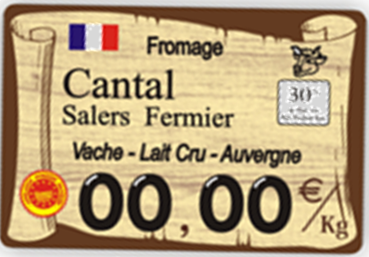 Fromage
Cantal
30
Salers Fermier
Vache - Lait Cru - Auvergne
00,00 €/Kg